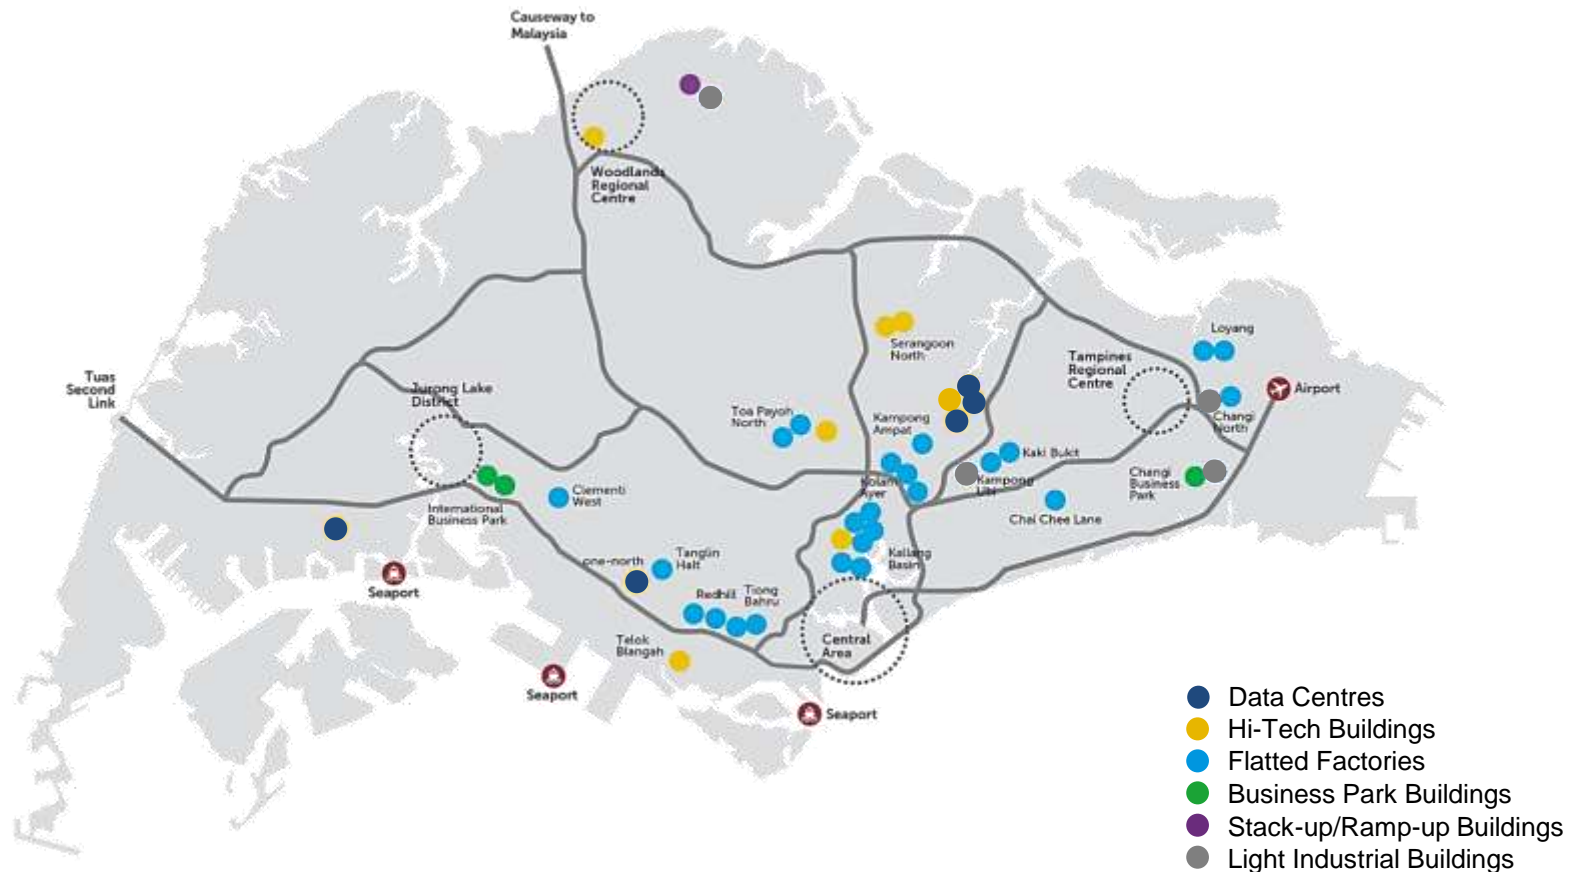 Causeway to
Malaysia
Woodlands
Regional
Centre
Serangoon
North
Loyang
Tampines
Regional
Centre
Airport
Tuas
Second
Link
Jurong Lake
District
Toa Payoh
North
Kampong
Ampat
Changi
North
Kaki Bukit
Kolam
Ayer
Kampong
Ubi
Changi
Business
Park
Clementi
West
International
Business Park
Chai Chee Lane
one-north
Tanglin
Halt
Kallang
Basin
Seaport
Redhill
Tiong
Bahru
Telok
Blangah
Central
Area
Seaport
Seaport
Data Centres
Hi-Tech Buildings
Flatted Factories
Business Park Buildings
Stack-up/Ramp-up Buildings
Light Industrial Buildings